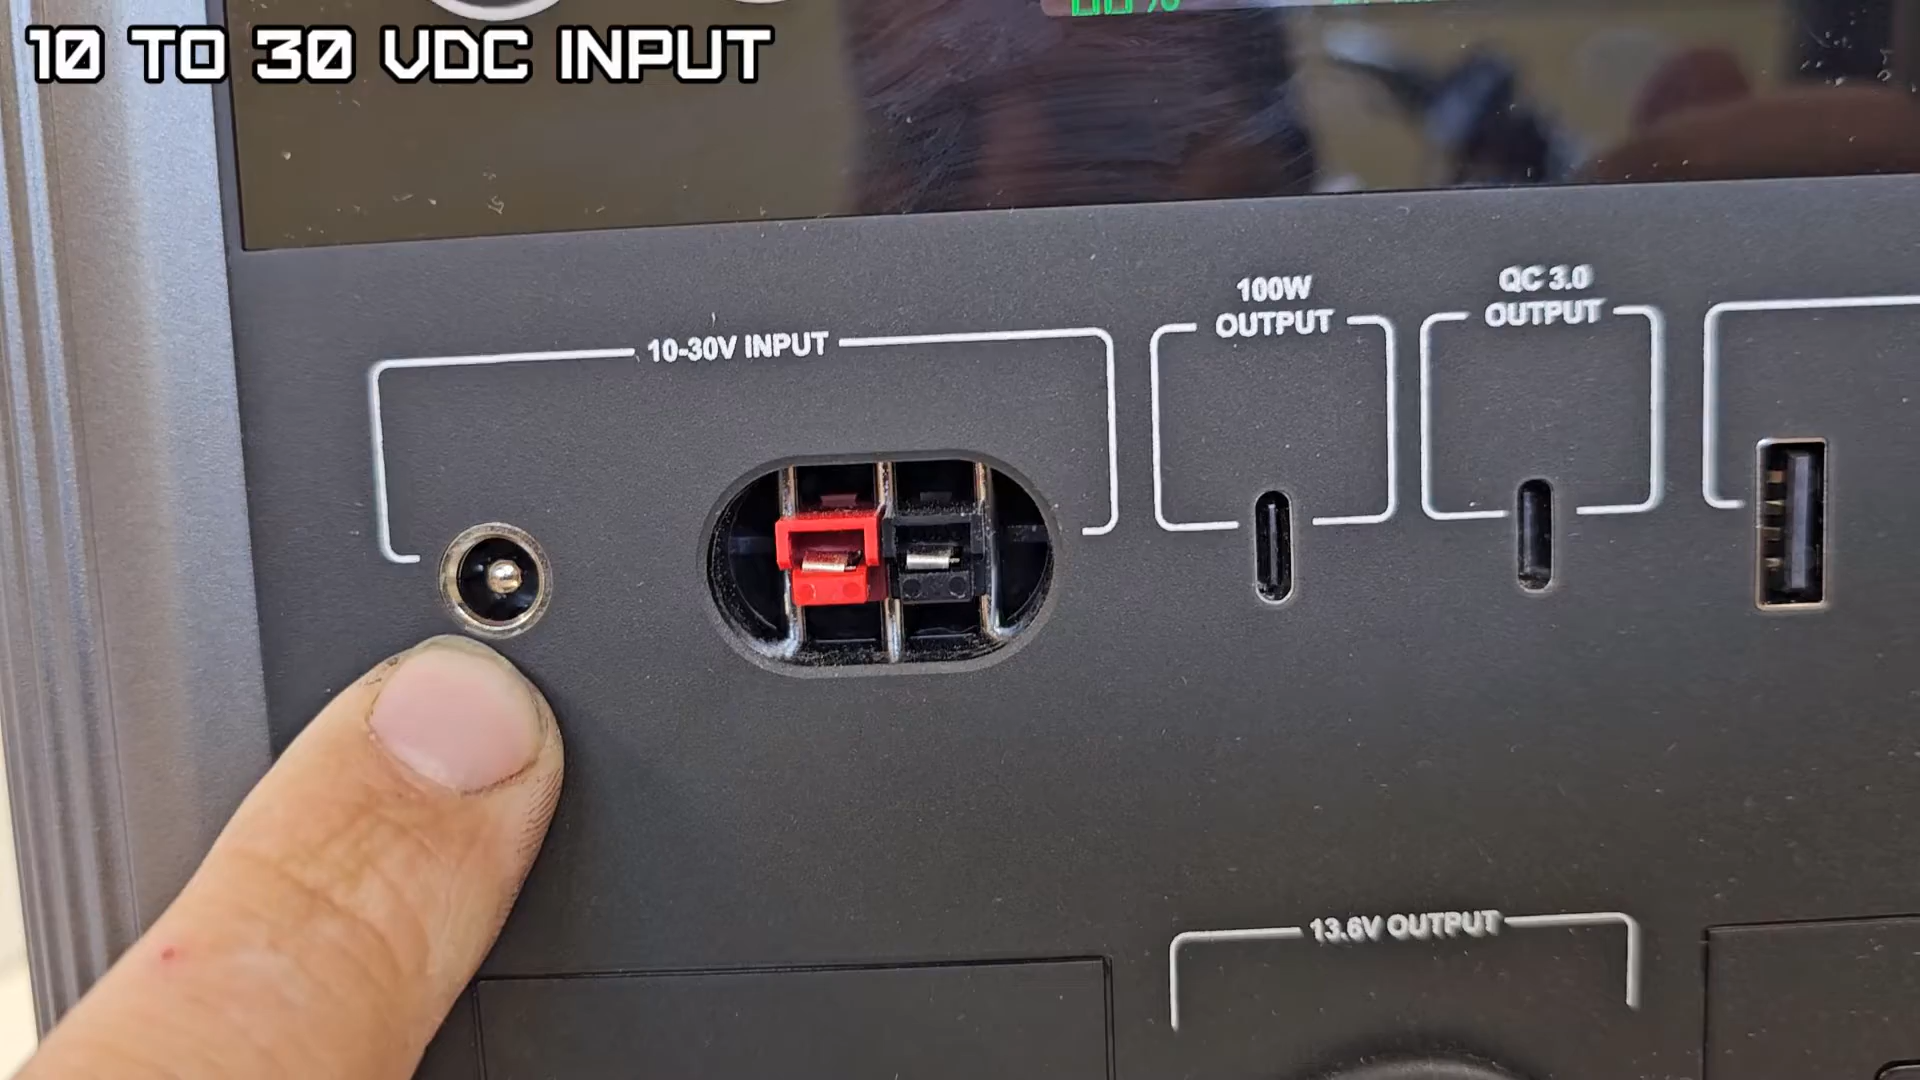 10 TO 30 VDC INPUT
10-30V INPUT
100W
OUTPUT
QC 3.0
OUTPUT
13.6V OUTPUT